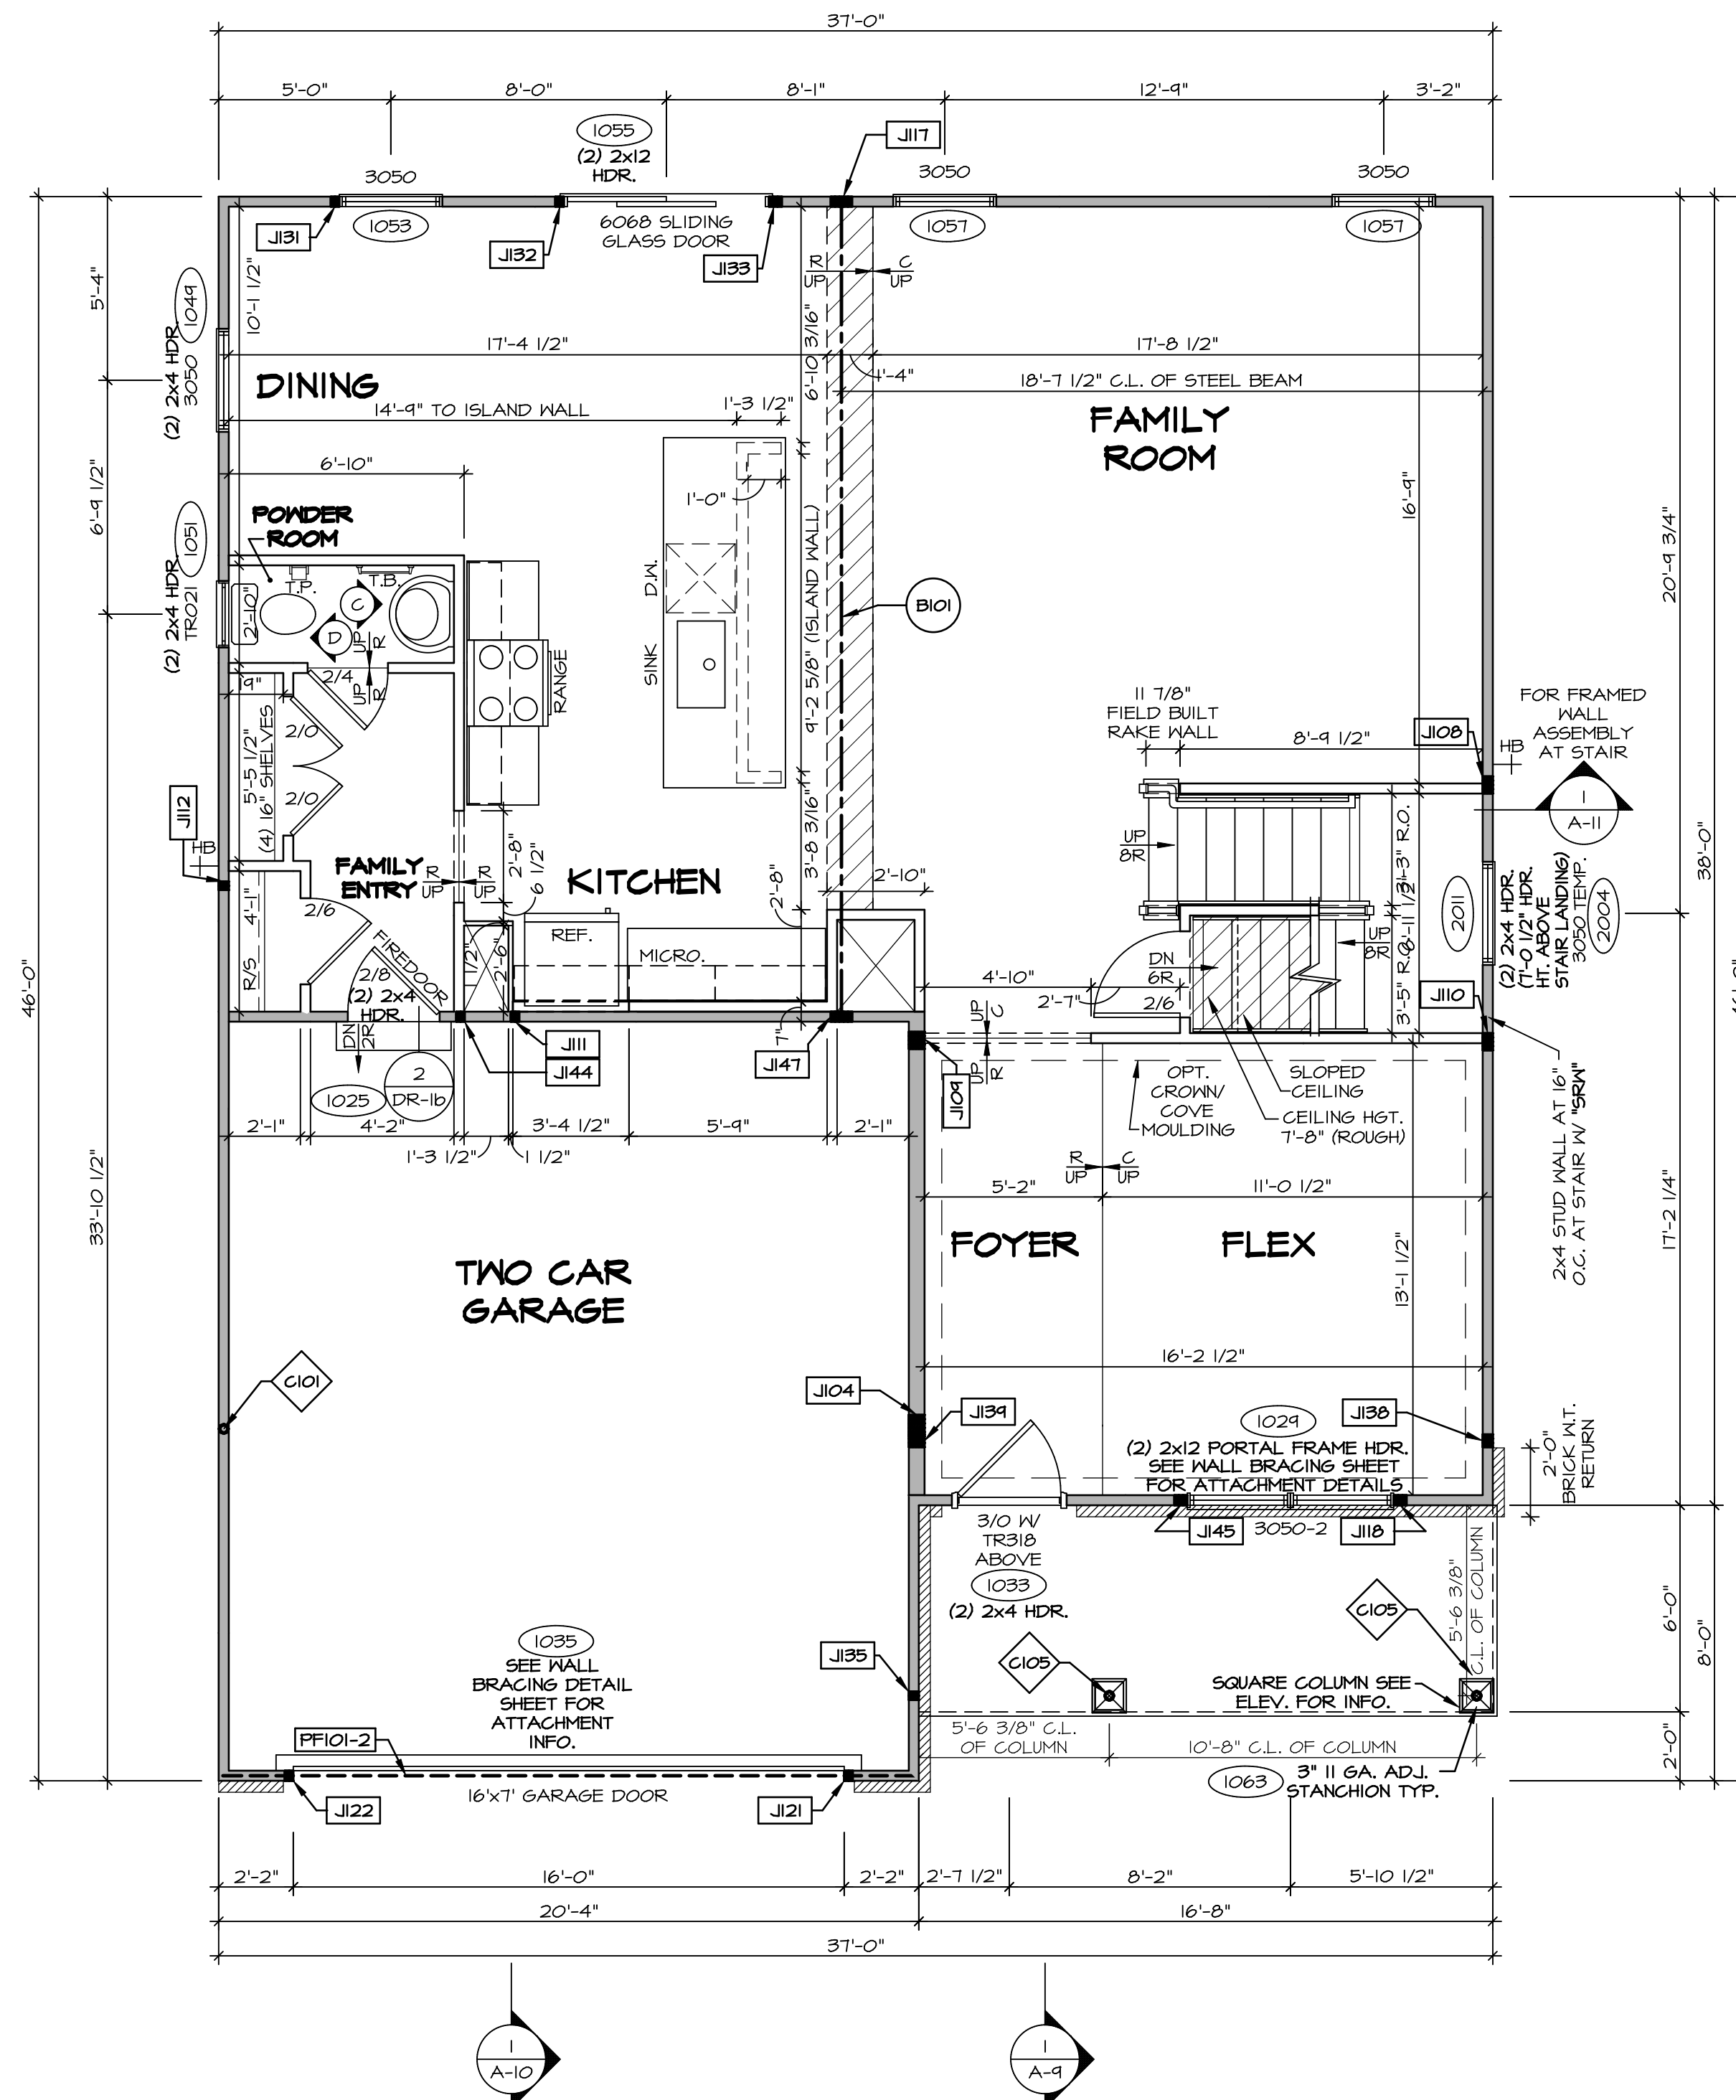 37'-0"
5'-0"
8'-0"
8'-1"
12'-9"
3'-2"
1055
(2) 2x12
HDR.
J117
3050
3050
3050
1053
1057
1057
J131
J132
J133
6068 SLIDING
GLASS DOOR
R
UP
C
UP
5'-4"
1049
(2) 2x4 HDR.
3050
10'-1 1/2"
17'-4 1/2"
6'-10 3/16"
1'-4"
17'-8 1/2"
18'-7 1/2" C.L. OF STEEL BEAM
DINING
14'-9" TO ISLAND WALL
1'-3 1/2"
FAMILY
ROOM
16'-9"
6'-10"
6'-9 1/2"
1051
(2) 2x4 HDR.
TR021
POWDER
ROOM
1'-0"
T.P.
T.B.
C
D
2'-10"
UP
R
UP
R
2/4
D.W.
SINK
RANGE
9'-2 5/8" (ISLAND WALL)
B101
20'-9 3/4"
19"
2/0
2/0
5'-5 1/2"
(4) 16" SHELVES
11 7/8"
FIELD BUILT
RAKE WALL
8'-9 1/2"
J108
HB
FOR FRAMED
WALL
ASSEMBLY
AT STAIR
1
A-11
J112
HB
FAMILY
ENTRY
R
UP
R
UP
2'-8"
6 1/2"
KITCHEN
3'-8 3/16"
2'-8"
2'-10"
UP
8R
3'-3" R.O.
6'-11 1/2"
3'-5" R.O.
UP
8R
2011
(2) 2x4 HDR.
(7'-0 1/2" HDR.
HT. ABOVE
STAIR LANDING)
3050 TEMP.
2004
38'-0"
46'-0"
4'-1"
R/S
2/6
FIREDOOR
2/8
(2) 2x4
HDR.
1 1/2"
2'-6"
REF.
MICRO.
4'-10"
2'-7"
DN
6R
2/6
J110
DN
2R
2
DR-1b
1025
J111
J144
J147
7"
J109
UP
C
UP
R
OPT.
CROWN/
COVE
MOULDING
SLOPED
CEILING
CEILING HGT.
7'-8" (ROUGH)
2x4 STUD WALL AT 16"
O.C. AT STAIR W/ "SRW"
2'-1"
4'-2"
1'-3 1/2"
1 1/2"
3'-4 1/2"
5'-9"
2'-1"
R
UP
C
UP
5'-2"
11'-0 1/2"
33'-10 1/2"
17'-2 1/4"
FOYER
FLEX
13'-1 1/2"
TWO CAR
GARAGE
16'-2 1/2"
C101
J104
J139
1029
J138
(2) 2x12 PORTAL FRAME HDR.
SEE WALL BRACING SHEET
FOR ATTACHMENT DETAILS
2'-0"
BRICK W.T.
RETURN
3/0 W/
TR318
ABOVE
1033
(2) 2x4 HDR.
J145
3050-2
J118
5'-6 3/8"
C.L. OF COLUMN
C105
C105
6'-0"
8'-0"
2'-0"
1035
SEE WALL
BRACING DETAIL
SHEET FOR
ATTACHMENT
INFO.
J135
SQUARE COLUMN SEE
ELEV. FOR INFO.
PF101-2
5'-6 3/8" C.L.
OF COLUMN
10'-8" C.L. OF COLUMN
1063
3" 11 GA. ADJ.
STANCHION TYP.
J122
16'x7' GARAGE DOOR
J121
2'-2"
16'-0"
2'-2"
2'-7 1/2"
8'-2"
5'-10 1/2"
20'-4"
16'-8"
37'-0"
1
A-10
1
A-9